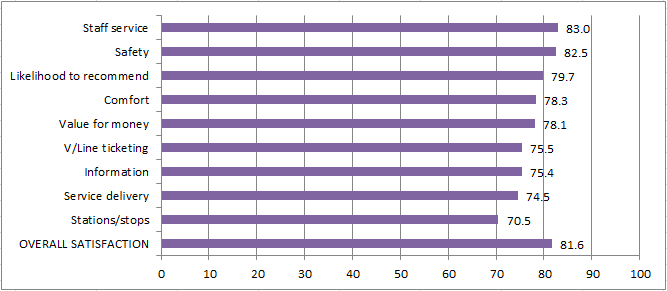 Staff service 83.0
Safety 82.5
Likelihood to recommend 79.7
Comfort 78.3
Value for money 78.1
V/Line ticketing 75.5
Information 75.4
Service delivery 74.5
Stations/stops 70.5
OVERALL SATISFACTION 81.6
0 10 20 30 40 50 60 70 80 90 100